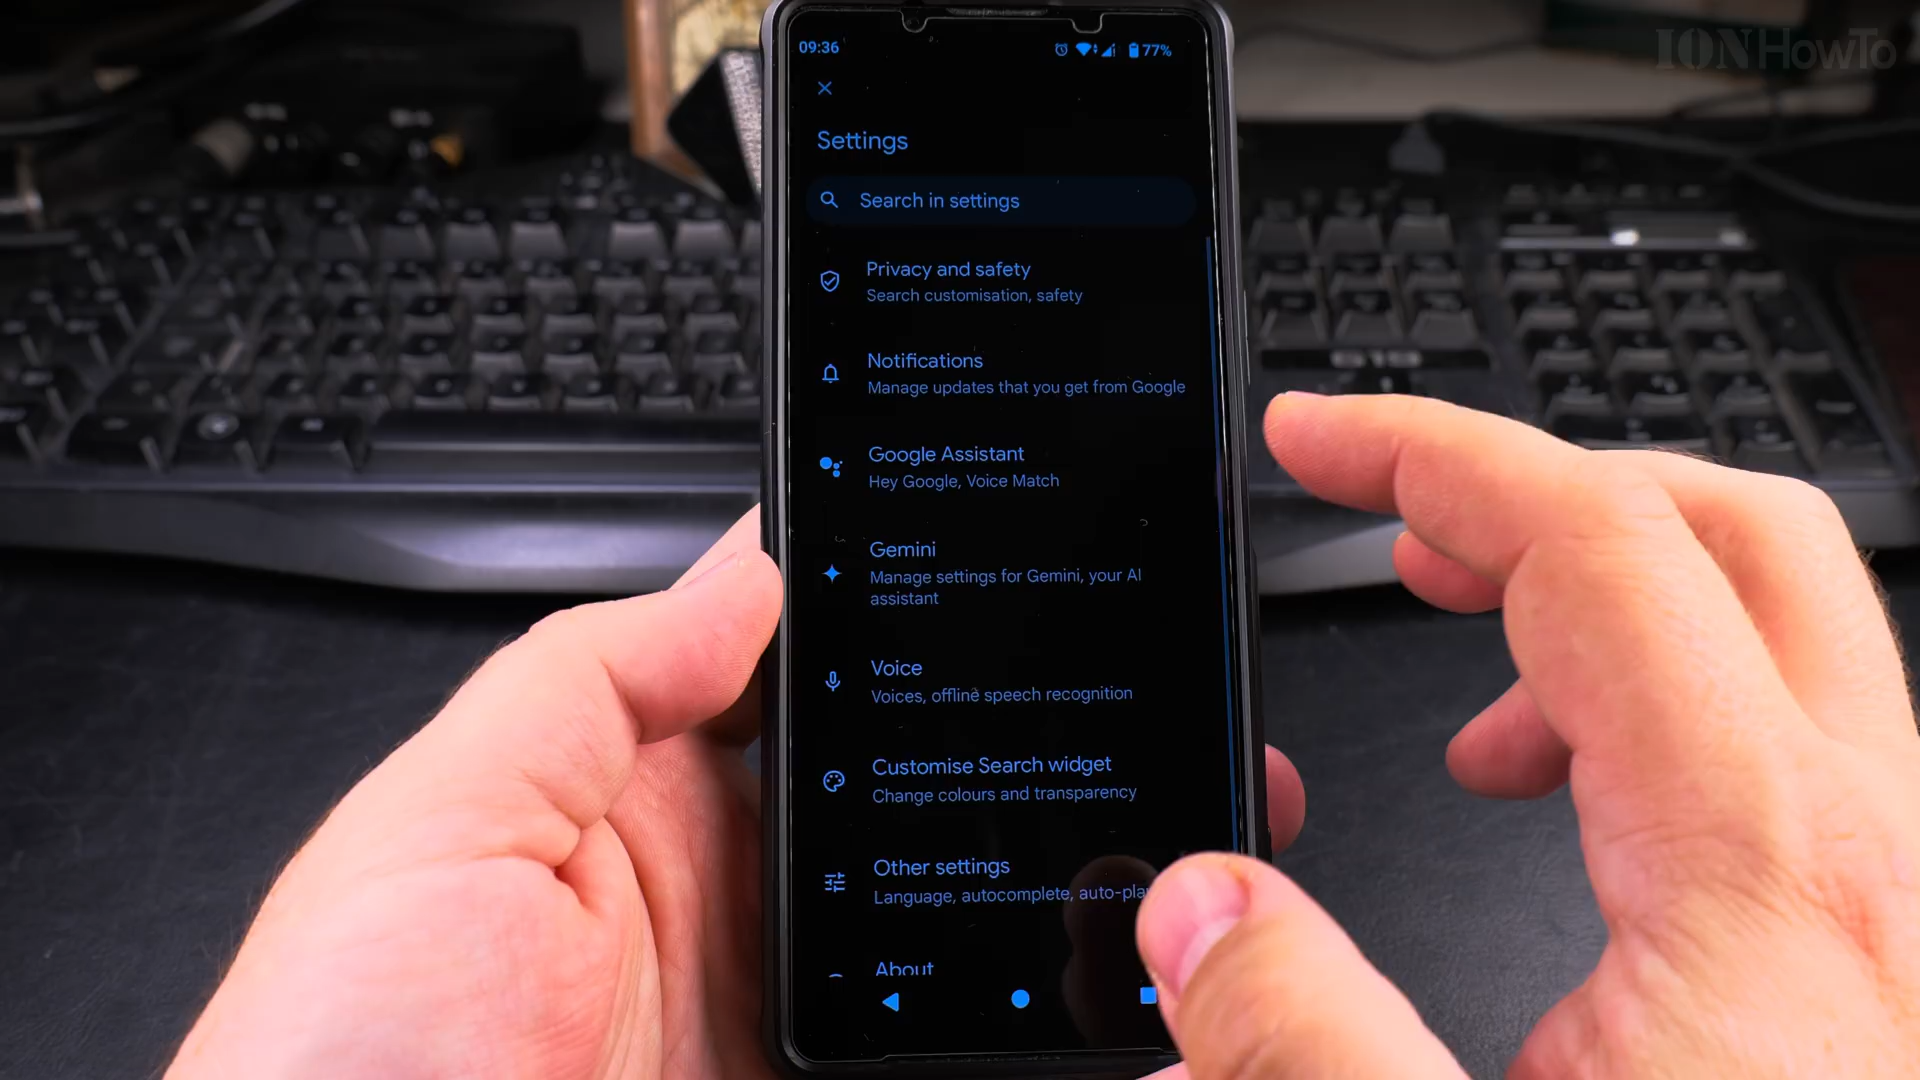 IONHowTo
09:36
77%
Settings
Search in settings
Privacy and safety
Search customisation, safety
Notifications
Manage updates that you get from Google
Google Assistant
Hey Google, Voice Match
Gemini
Manage settings for Gemini, your AI
assistant
Voice
Voices, offline speech recognition
Customise Search widget
Change colours and transparency
Other settings
Language, autocomplete,
About
G19